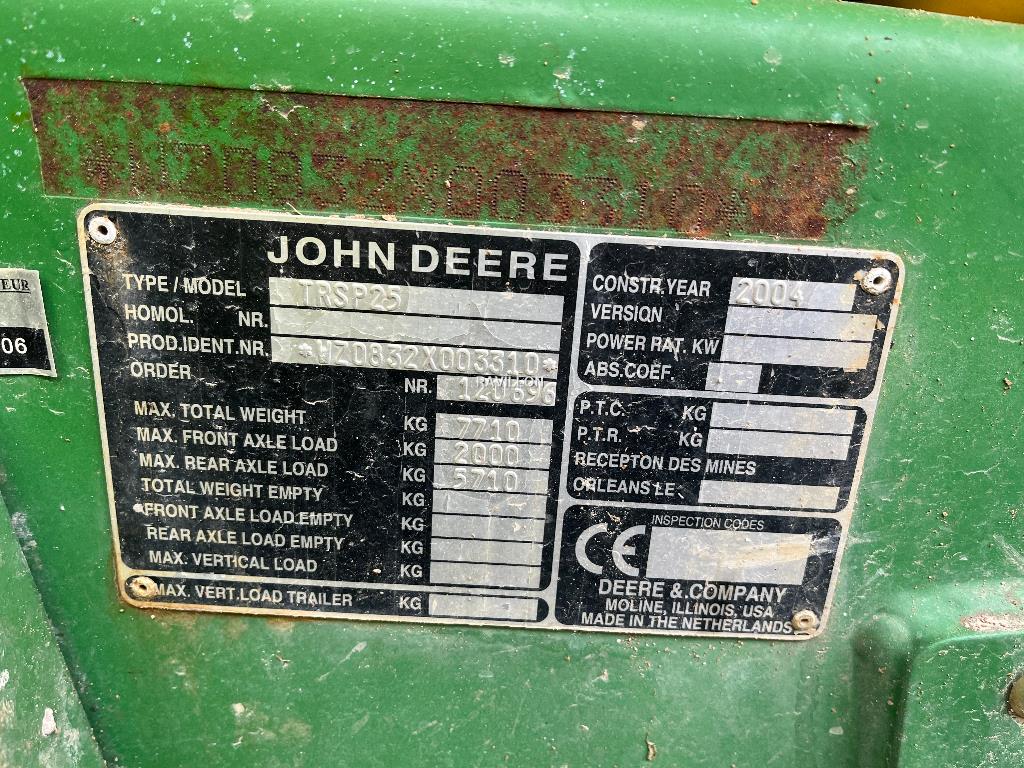 *WZ0832X003310*
JOHN DEERE
TYPE / MODEL TRSP25
HOMOL. NR.
PROD.IDENT.NR. *WZ0832X003310*
ORDER NR. 120696
PAVILLON
MAX. TOTAL WEIGHT KG 7710
MAX. FRONT AXLE LOAD KG 2000
MAX. REAR AXLE LOAD KG 5710
TOTAL WEIGHT EMPTY KG
FRONT AXLE LOAD EMPTY KG
REAR AXLE LOAD EMPTY KG
MAX. VERTICAL LOAD KG
MAX. VERT.LOAD TRAILER KG
CONSTR.YEAR 2004
VERSION
POWER RAT. KW
ABS.COEF.
P.T.C. KG
P.T.R. KG
RECEPTON DES MINES
ORLEANS LE
CE INSPECTION CODES
DEERE & COMPANY
MOLINE, ILLINOIS, USA
MADE IN THE NETHERLANDS
EUR
06